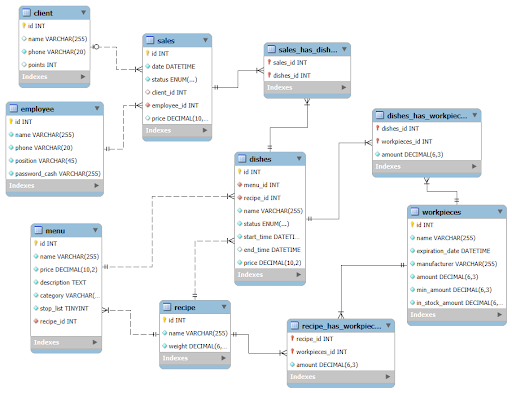 client
id INT
name VARCHAR(255)
phone VARCHAR(20)
points INT
Indexes
sales
id INT
date DATETIME
status ENUM(...)
client_id INT
employee_id INT
price DECIMAL(10,...
Indexes
sales_has_dish...
sales_id INT
dishes_id INT
Indexes
employee
id INT
name VARCHAR(255)
phone VARCHAR(20)
position VARCHAR(45)
password_cash VARCHAR(255)
Indexes
dishes_has_workpiec...
dishes_id INT
workpieces_id INT
amount DECIMAL(6,3)
Indexes
dishes
id INT
menu_id INT
recipe_id INT
name VARCHAR(255)
status ENUM(...)
start_time DATETI...
end_time DATETIME
price DECIMAL(10,2)
Indexes
workpieces
id INT
name VARCHAR(255)
expiration_date DATETIME
manufacturer VARCHAR(255)
amount DECIMAL(6,3)
min_amount DECIMAL(6,3)
in_stock_amount DECIMAL(6,...
Indexes
menu
id INT
name VARCHAR(255)
price DECIMAL(10,2)
description TEXT
category VARCHAR(...
stop_list TINYINT
recipe_id INT
Indexes
recipe
id INT
name VARCHAR(255)
weight DECIMAL(6,...
Indexes
recipe_has_workpiec...
recipe_id INT
workpieces_id INT
amount DECIMAL(6,3)
Indexes